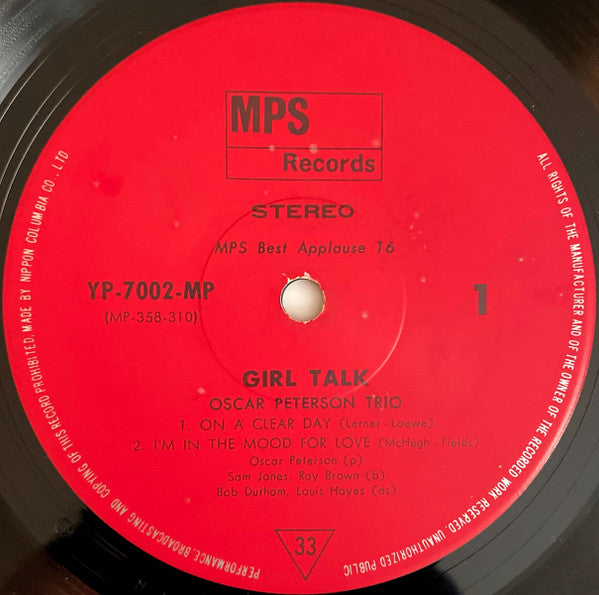 MPS
Records
STEREO
MPS Best Applause 16
YP-7002-MP
(MP-358-310)
1
GIRL TALK
OSCAR PETERSON TRIO
1. ON A CLEAR DAY (Lerner - Loewe)
2. I'M IN THE MOOD FOR LOVE (McHugh - Fields)
Oscar Peterson (p)
Sam Jones, Ray Brown (b)
Bob Durham, Louis Hayes (ds)
33
ALL RIGHTS OF THE MANUFACTURER AND OF THE OWNER OF THE RECORDED WORK RESERVED. UNAUTHORIZED PUBLIC PERFORMANCE, BROADCASTING AND COPYING OF THIS RECORD PROHIBITED. MADE BY NIPPON COLUMBIA CO., LTD